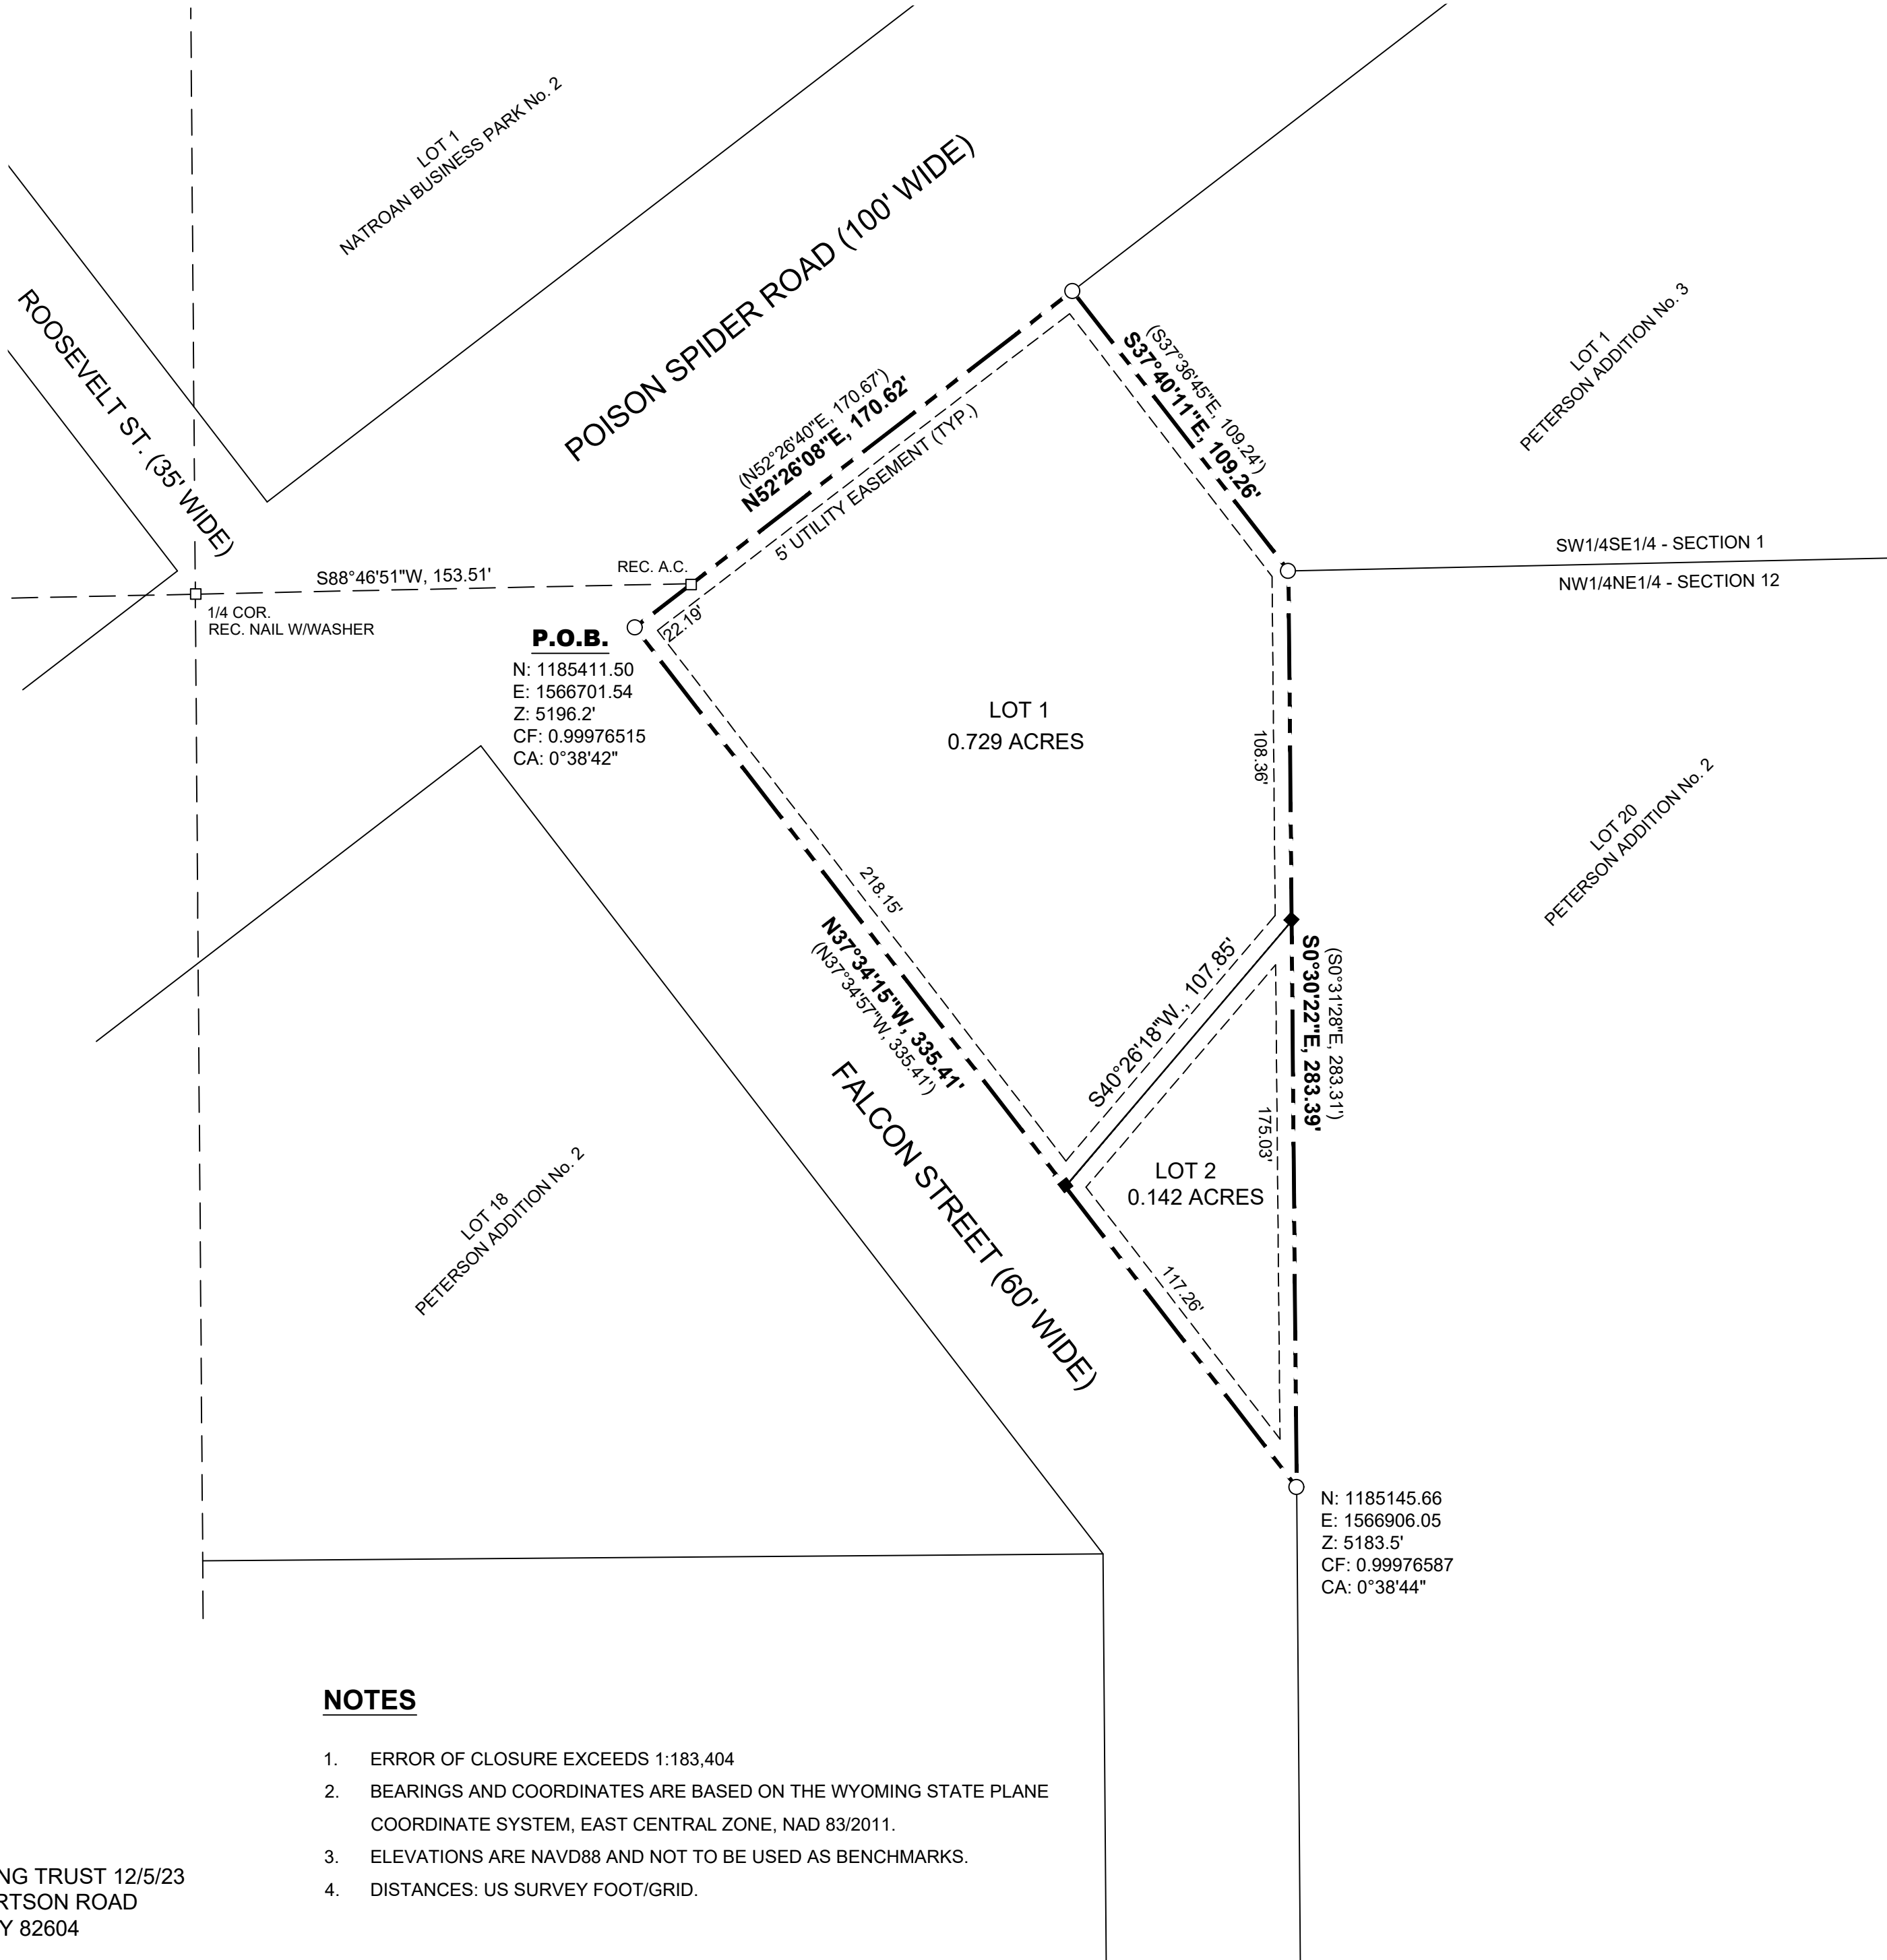 LOT 1
NATROAN BUSINESS PARK No. 2
ROOSEVELT ST. (35' WIDE)
POISON SPIDER ROAD (100' WIDE)
(N52°26'40"E, 170.67')
N52°26'08"E, 170.62'
5' UTILITY EASEMENT (TYP.)
(S37°36'45"E, 109.24')
S37°40'11"E, 109.26'
LOT 1
PETERSON ADDITION No. 3
SW1/4SE1/4 - SECTION 1
NW1/4NE1/4 - SECTION 12
S88°46'51"W, 153.51'
REC. A.C.
1/4 COR.
REC. NAIL W/WASHER
22.19'
P.O.B.
N: 1185411.50
E: 1566701.54
Z: 5196.2'
CF: 0.99976515
CA: 0°38'42"
LOT 1
0.729 ACRES
108.36'
LOT 20
PETERSON ADDITION No. 2
218.15'
N37°34'15"W, 335.41'
(N37°34'57"W, 335.41')
S40°26'18"W., 107.85'
(S0°31'28"E, 283.31')
S0°30'22"E, 283.39'
175.03'
FALCON STREET (60' WIDE)
LOT 2
0.142 ACRES
117.26'
LOT 18
PETERSON ADDITION No. 2
N: 1185145.66
E: 1566906.05
Z: 5183.5'
CF: 0.99976587
CA: 0°38'44"
NOTES
1. ERROR OF CLOSURE EXCEEDS 1:183,404
2. BEARINGS AND COORDINATES ARE BASED ON THE WYOMING STATE PLANE
COORDINATE SYSTEM, EAST CENTRAL ZONE, NAD 83/2011.
3. ELEVATIONS ARE NAVD88 AND NOT TO BE USED AS BENCHMARKS.
4. DISTANCES: US SURVEY FOOT/GRID.
NG TRUST 12/5/23
RTSON ROAD
Y 82604